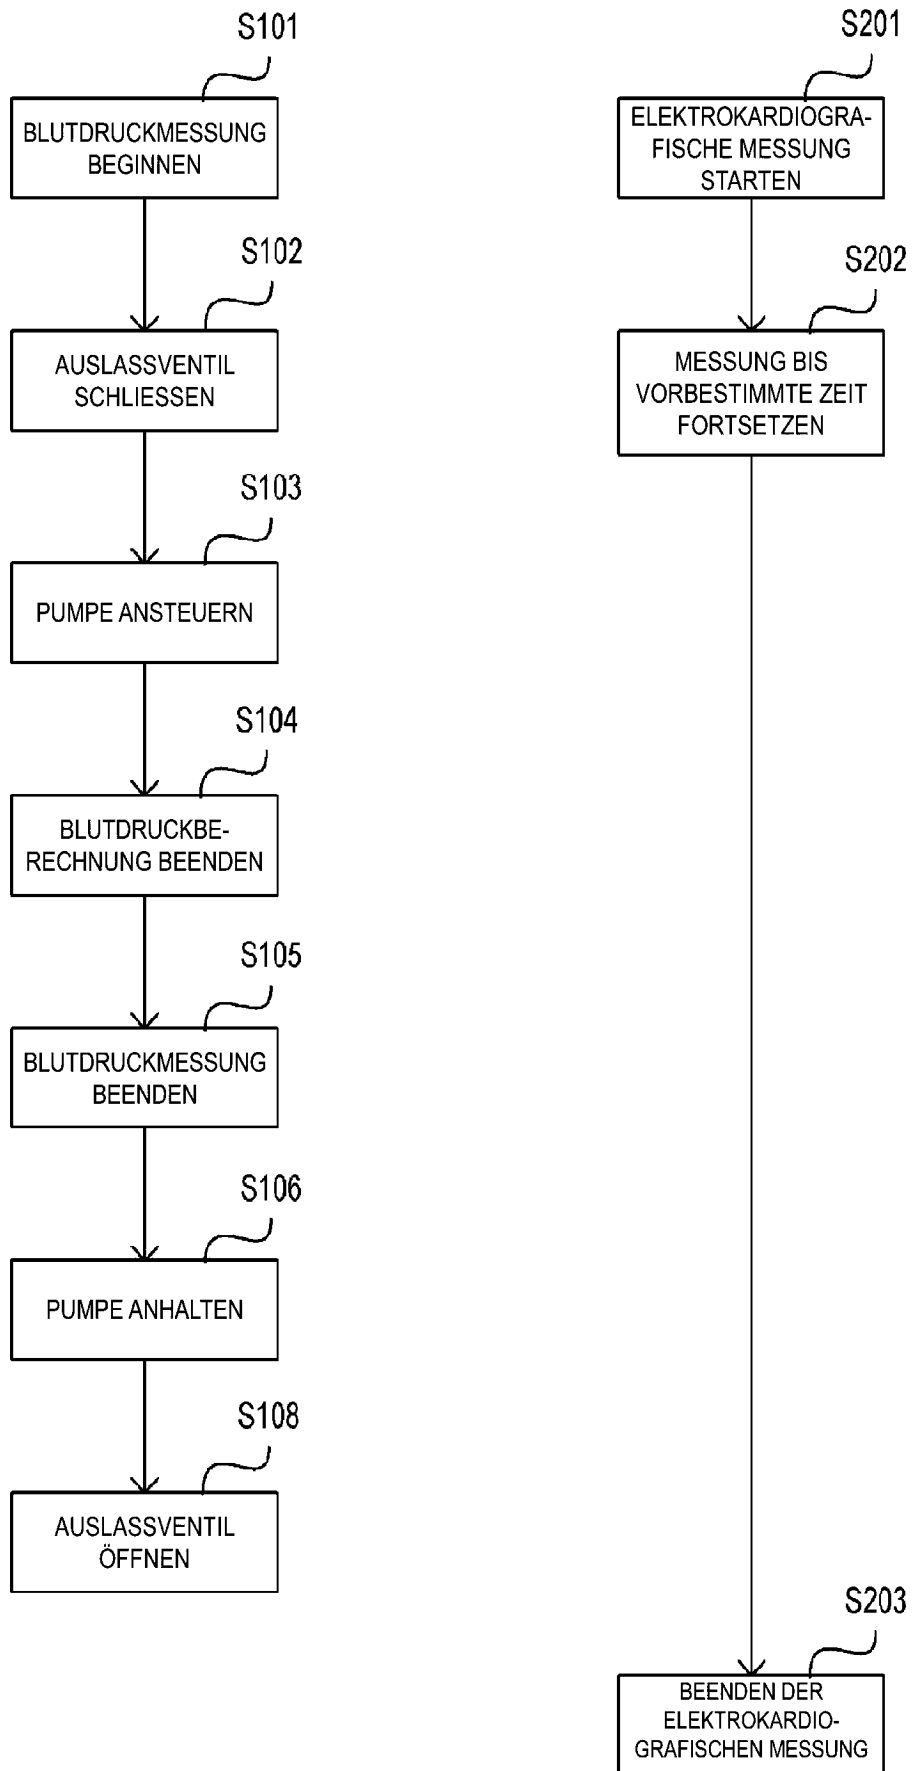 S101
BLUTDRUCKMESSUNG
BEGINNEN
S102
AUSLASSVENTIL
SCHLIESSEN
S103
PUMPE ANSTEUERN
S104
BLUTDRUCKBE-
RECHNUNG BEENDEN
S105
BLUTDRUCKMESSUNG
BEENDEN
S106
PUMPE ANHALTEN
S108
AUSLASSVENTIL
ÖFFNEN
S201
ELEKTROKARDIOGRA-
FISCHE MESSUNG
STARTEN
S202
MESSUNG BIS
VORBESTIMMTE ZEIT
FORTSETZEN
S203
BEENDEN DER
ELEKTROKARDIO-
GRAFISCHEN MESSUNG